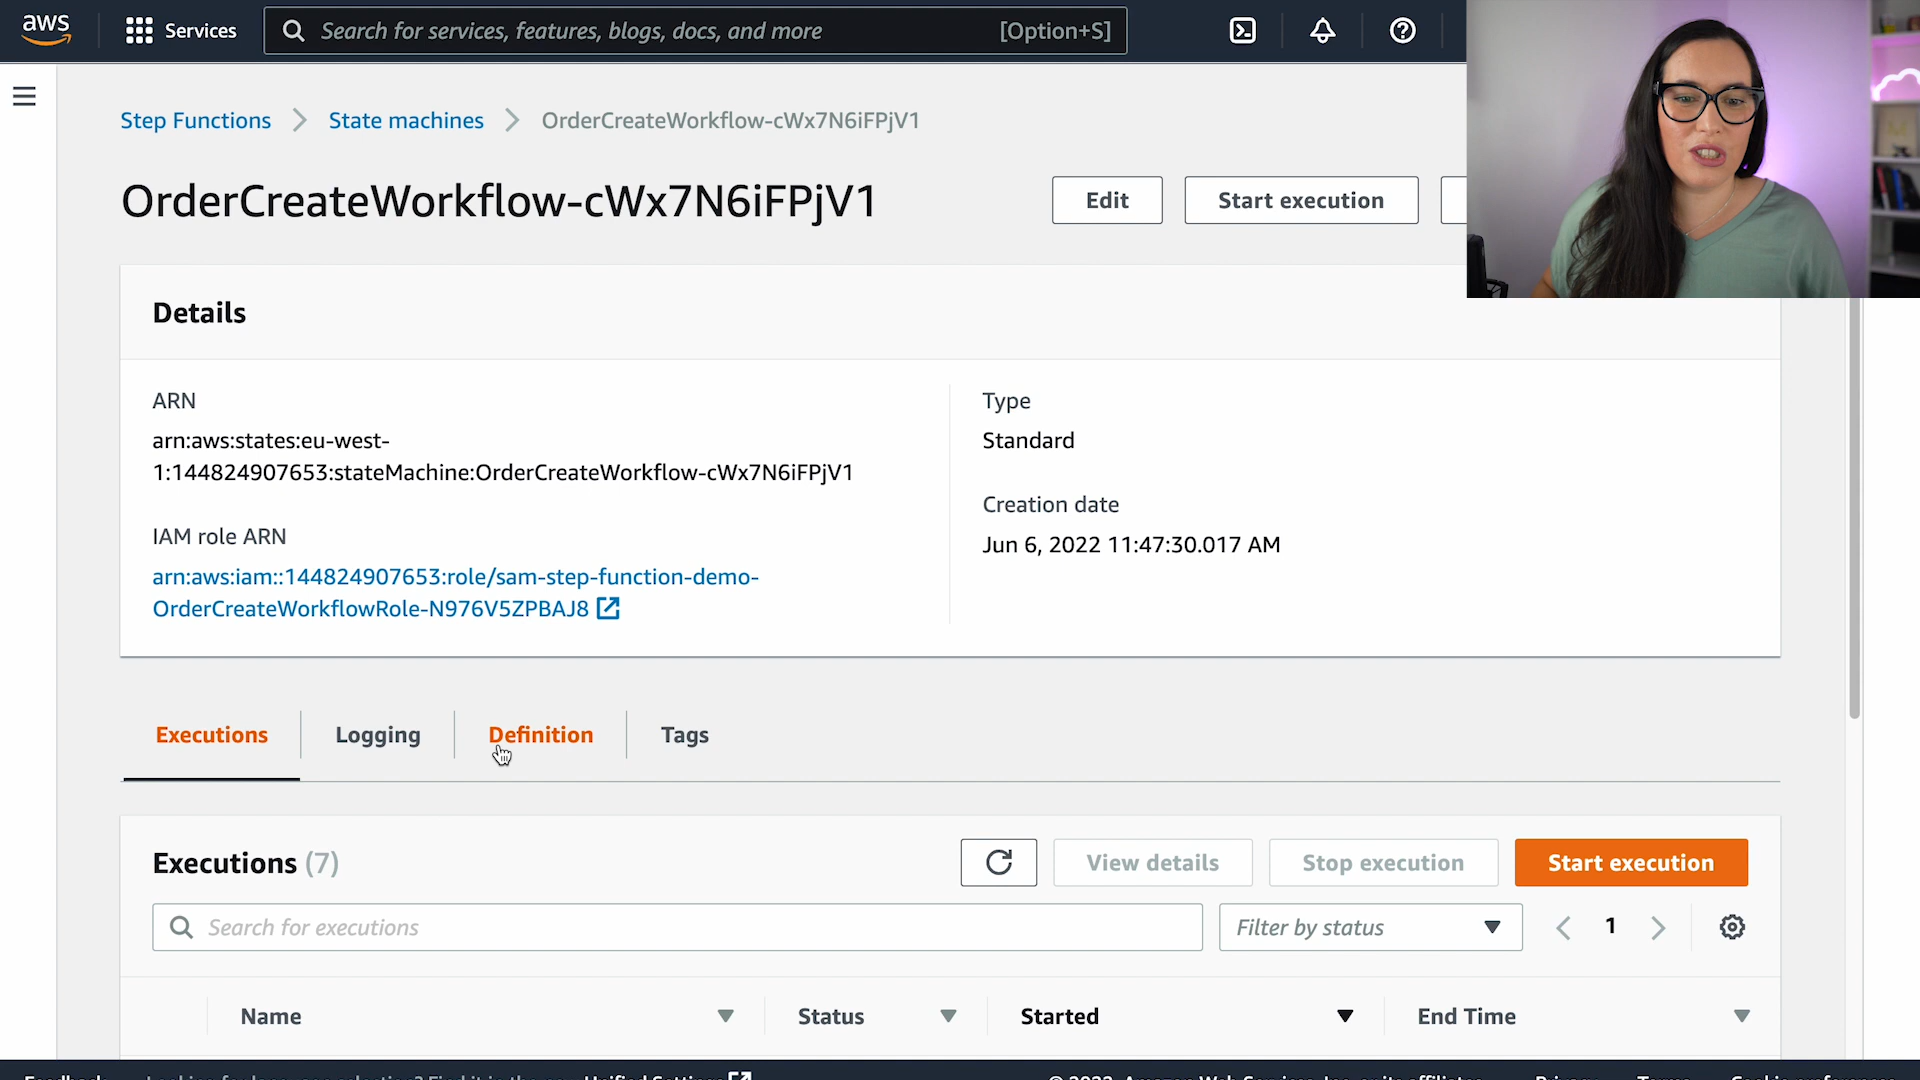 aws
Services
Search for services, features, blogs, docs, and more
[Option+S]
Step Functions
State machines
OrderCreateWorkflow-cWx7N6iFPjV1
OrderCreateWorkflow-cWx7N6iFPjV1
Edit
Start execution
Details
ARN
arn:aws:states:eu-west-
1:144824907653:stateMachine:OrderCreateWorkflow-cWx7N6iFPjV1
IAM role ARN
arn:aws:iam::144824907653:role/sam-step-function-demo-
OrderCreateWorkflowRole-N976V5ZPBAJ8
Type
Standard
Creation date
Jun 6, 2022 11:47:30.017 AM
Executions
Logging
Definition
Tags
Executions (7)
View details
Stop execution
Start execution
Search for executions
Filter by status
1
Name
Status
Started
End Time